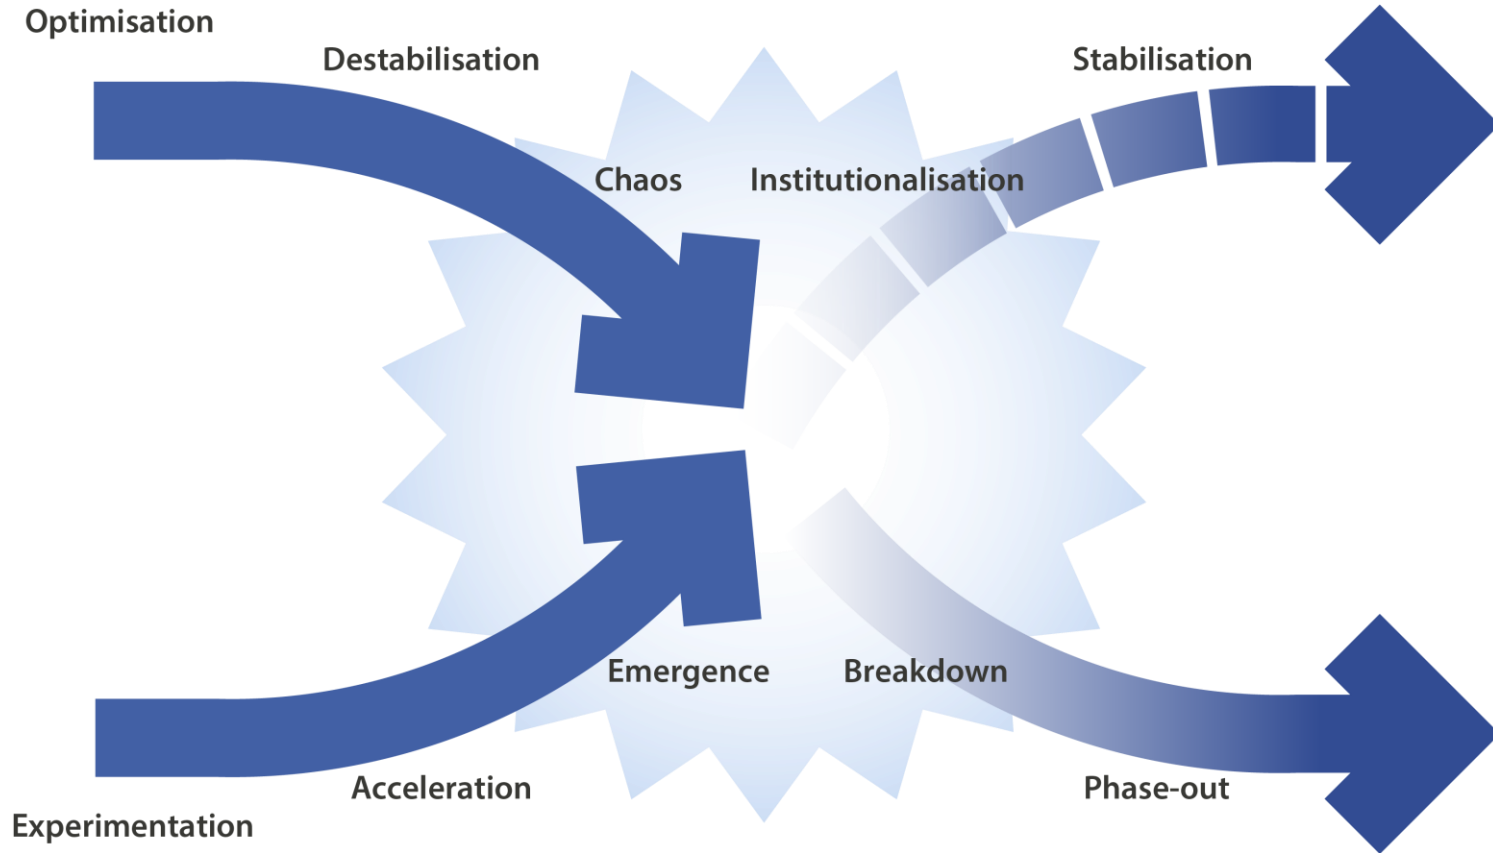 Optimisation
Destabilisation
Stabilisation
Chaos
Institutionalisation
Emergence
Breakdown
Acceleration
Phase-out
Experimentation